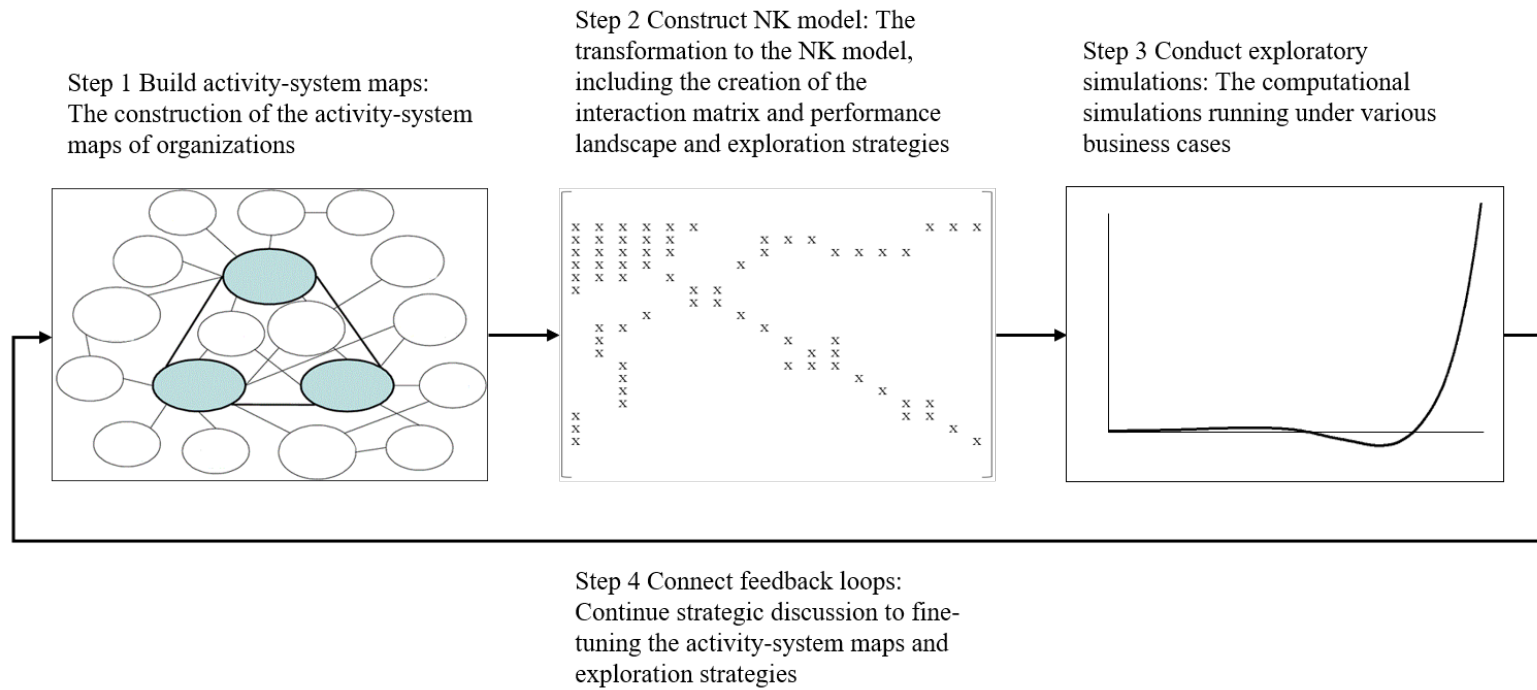 Step 1 Build activity-system maps:
The construction of the activity-system
maps of organizations
Step 2 Construct NK model: The
transformation to the NK model,
including the creation of the
interaction matrix and performance
landscape and exploration strategies
Step 3 Conduct exploratory
simulations: The computational
simulations running under various
business cases
x x x x x x x x x
x x x x x x x x
x x x x x x x x x x
x x x x x
x x x x
x x x
x x
x x
x x x
x x x
x x x
x x x x
x x
x x
x x x
x x x
x x
x x
Step 4 Connect feedback loops:
Continue strategic discussion to fine-
tuning the activity-system maps and
exploration strategies